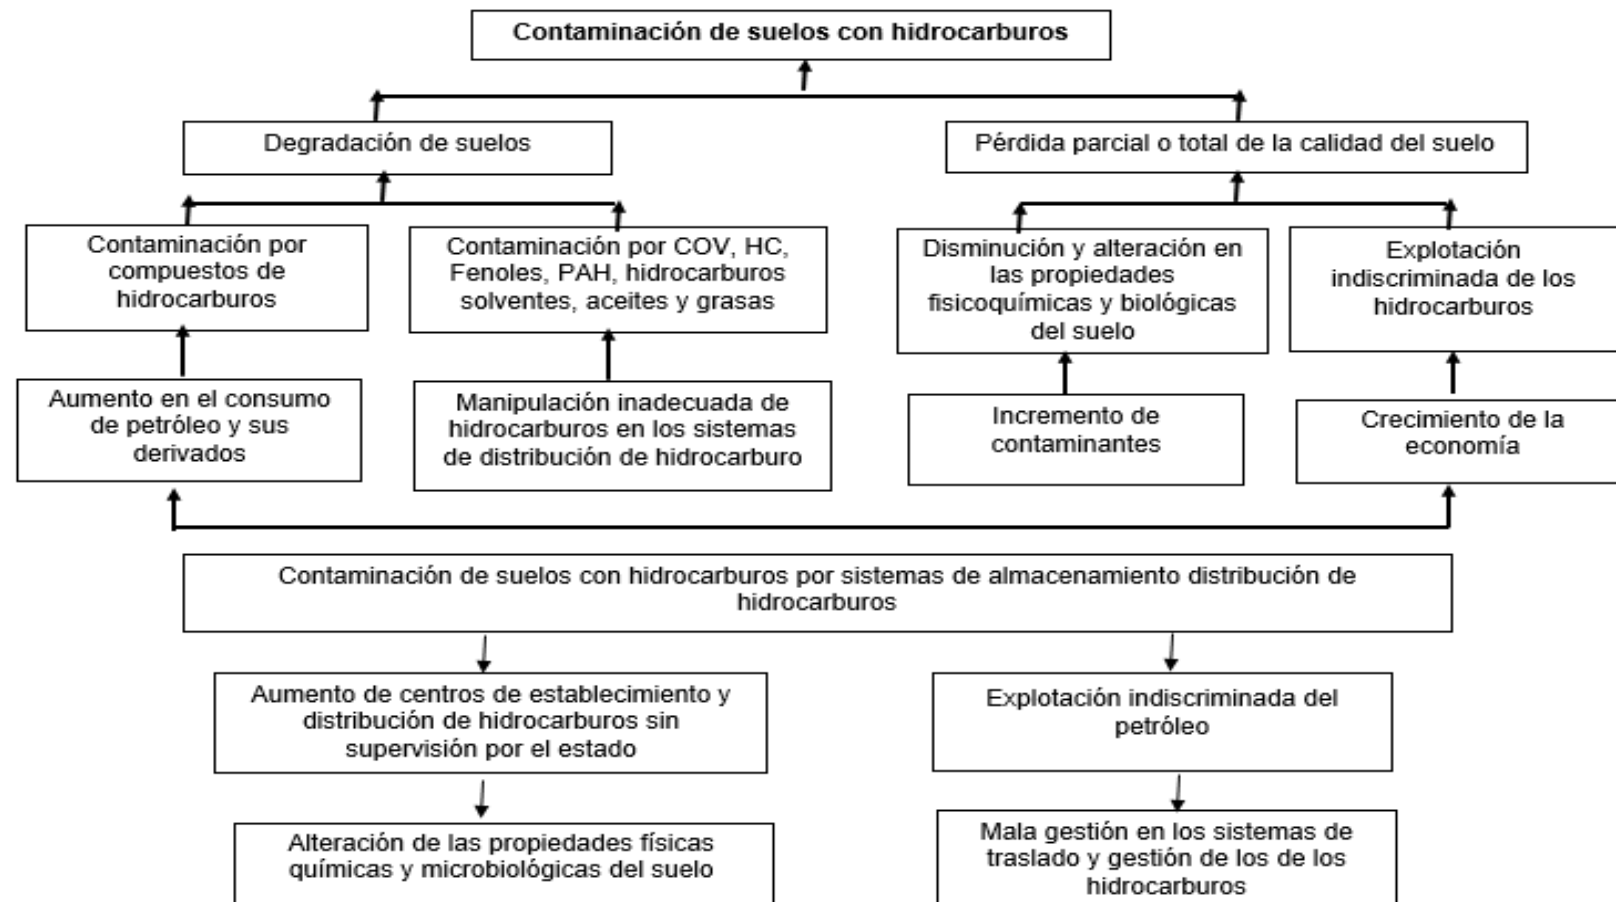 Contaminación de suelos con hidrocarburos
Degradación de suelos
Pérdida parcial o total de la calidad del suelo
Contaminación por
compuestos de
hidrocarburos
Contaminación por COV, HC,
Fenoles, PAH, hidrocarburos
solventes, aceites y grasas
Disminución y alteración en
las propiedades
fisicoquímicas y biológicas
del suelo
Explotación
indiscriminada de los
hidrocarburos
Aumento en el consumo
de petróleo y sus
derivados
Manipulación inadecuada de
hidrocarburos en los sistemas
de distribución de hidrocarburo
Incremento de
contaminantes
Crecimiento de la
economía
Contaminación de suelos con hidrocarburos por sistemas de almacenamiento distribución de
hidrocarburos
Aumento de centros de establecimiento y
distribución de hidrocarburos sin
supervisión por el estado
Explotación indiscriminada del
petróleo
Alteración de las propiedades físicas
químicas y microbiológicas del suelo
Mala gestión en los sistemas de
traslado y gestión de los de los
hidrocarburos